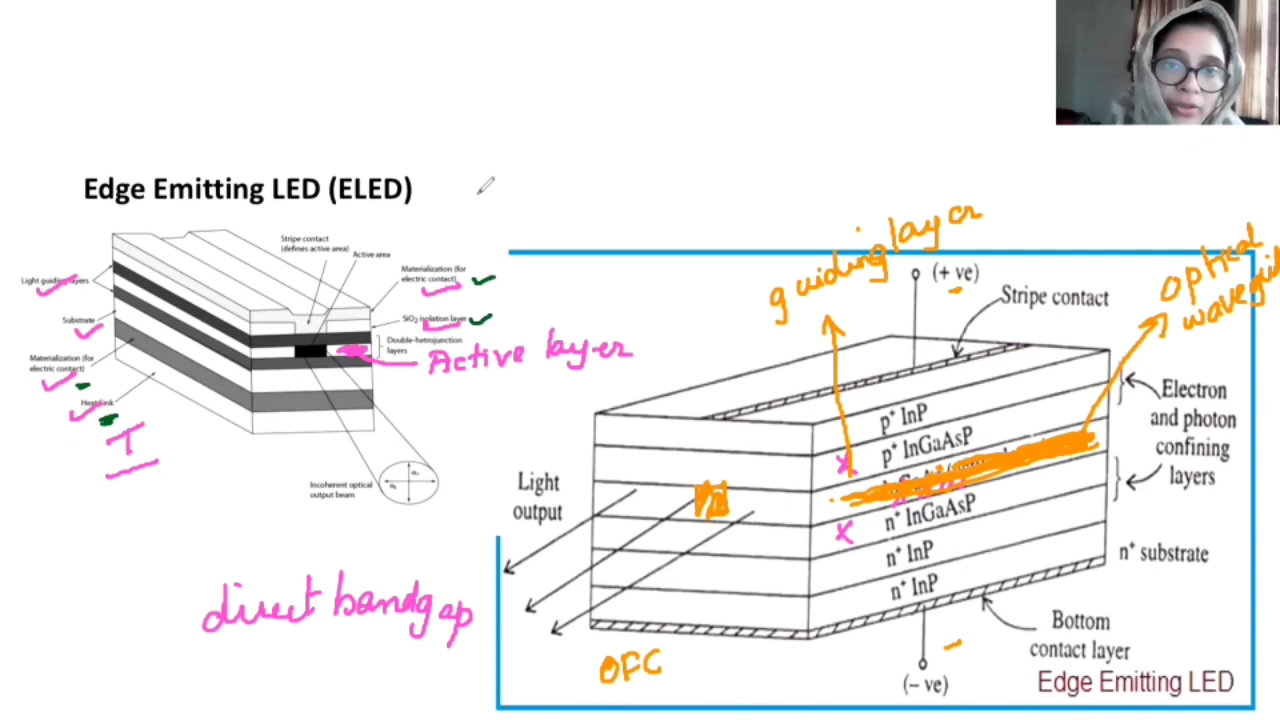 Edge Emitting LED (ELED)
Stripe contact
(defines active area)
Active area
Materialization (for
electric contact)
Light guiding layers
SiO₂ isolation layer
Substrate
Double-hetrojunction
layers
Materialization (for
electric contact)
Heat sink
Incoherent optical
output beam
Active layer
T
direct bandgap
guiding layer
optical
(+ ve)
Stripe contact
p⁺ InP
p⁺ InGaAsP
n⁺ InGaAsP
n⁺ InP
n⁺ InP
Electron
and photon
confining
layers
Light
output
n⁺ substrate
Bottom
contact layer
(− ve)
OFC
Edge Emitting LED